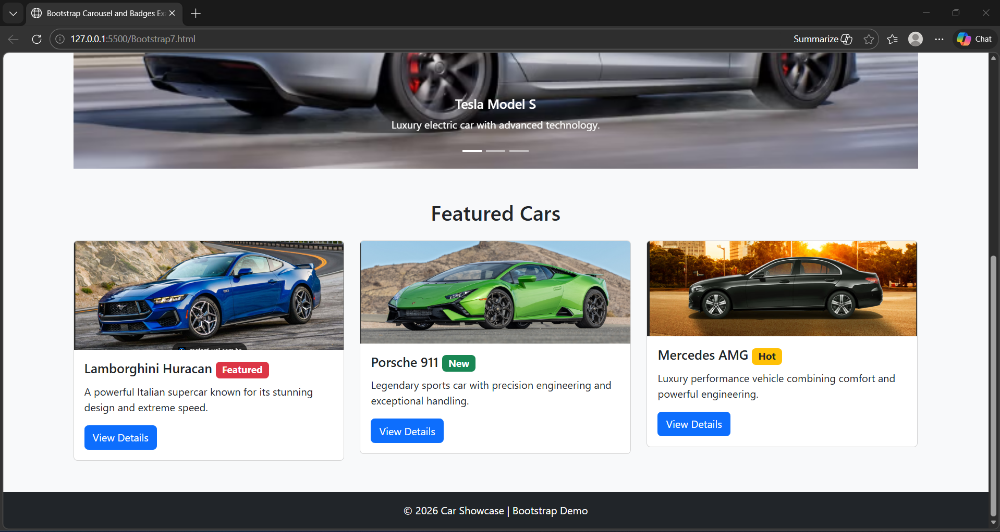 Bootstrap Carousel and Badges Ex
127.0.0.1:5500/Bootstrap7.html
Summarize
Chat
Tesla Model S
Luxury electric car with advanced technology.
Featured Cars
Lamborghini Huracan Featured
A powerful Italian supercar known for its stunning
design and extreme speed.
View Details
Porsche 911 New
Legendary sports car with precision engineering and
exceptional handling.
View Details
Mercedes AMG Hot
Luxury performance vehicle combining comfort and
powerful engineering.
View Details
© 2026 Car Showcase | Bootstrap Demo